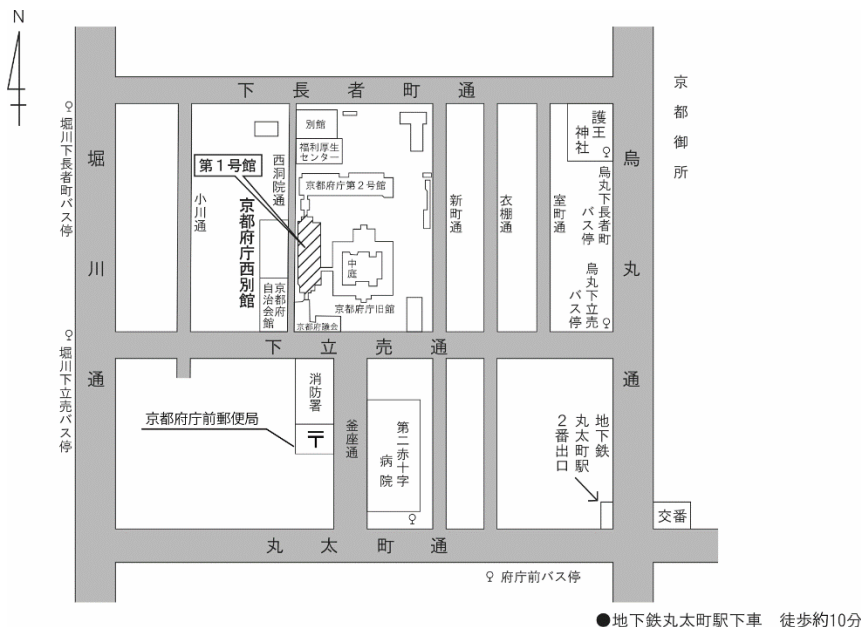 N
下長者町通
堀川下長者町バス停
堀川通
小川通
西洞院通
別館
福利厚生
センター
第1号館
京都府庁第2号館
京都府庁西別館
京都府
自治会館
中庭
京都府庁旧館
京都府議会
新町通
衣棚通
室町通
護王
神社
烏丸下長者町
バス停
烏丸下立売
バス停
烏丸通
京都御所
下立売通
堀川下立売バス停
消防署
京都府庁前郵便局
〒
釜座通
第二赤十字
病院
地下鉄
丸太町駅
2番出口
交番
丸太町通
府庁前バス停
●地下鉄丸太町駅下車 徒歩約10分